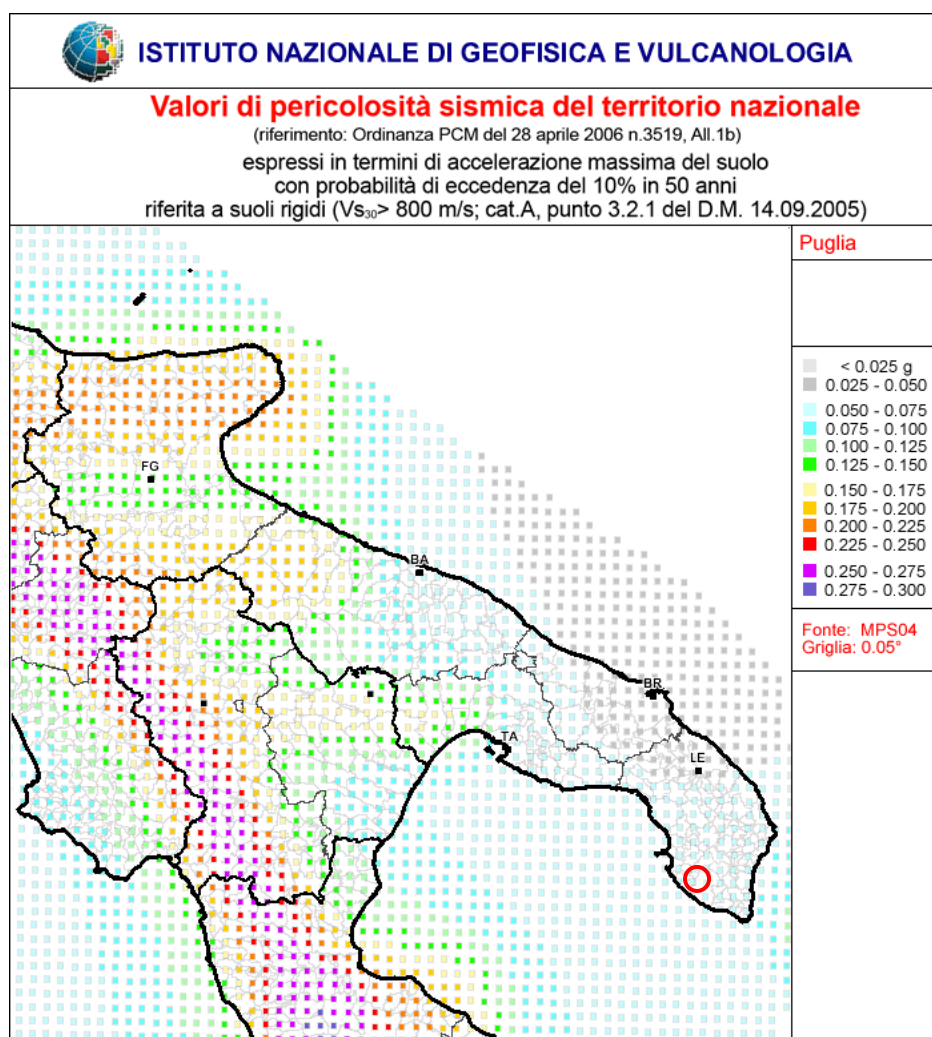 ISTITUTO NAZIONALE DI GEOFISICA E VULCANOLOGIA
Valori di pericolosità sismica del territorio nazionale
(riferimento: Ordinanza PCM del 28 aprile 2006 n.3519, All.1b)
espressi in termini di accelerazione massima del suolo
con probabilità di eccedenza del 10% in 50 anni
riferita a suoli rigidi (Vs₃₀> 800 m/s; cat.A, punto 3.2.1 del D.M. 14.09.2005)
Puglia
< 0.025 g
0.025 - 0.050
0.050 - 0.075
0.075 - 0.100
0.100 - 0.125
0.125 - 0.150
0.150 - 0.175
0.175 - 0.200
0.200 - 0.225
0.225 - 0.250
0.250 - 0.275
0.275 - 0.300
Fonte: MPS04
Griglia: 0.05°
FG
BA
BR
TA
LE